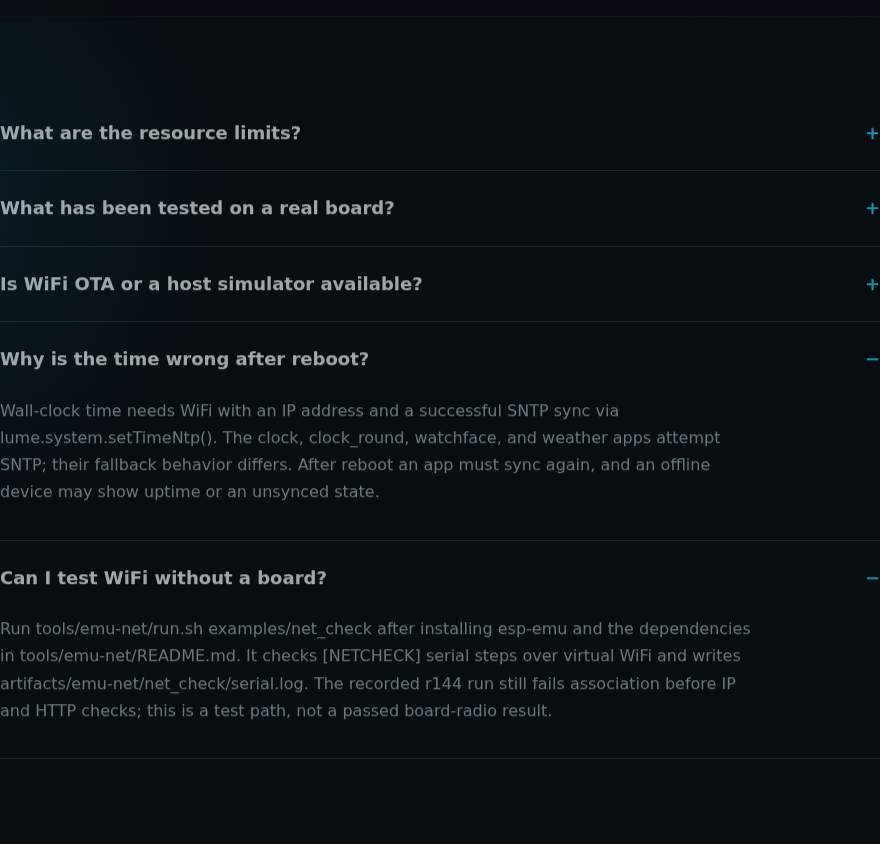 What are the resource limits? +
What has been tested on a real board? +
Is WiFi OTA or a host simulator available? +
Why is the time wrong after reboot? −
Wall-clock time needs WiFi with an IP address and a successful SNTP sync via
lume.system.setTimeNtp(). The clock, clock_round, watchface, and weather apps attempt
SNTP; their fallback behavior differs. After reboot an app must sync again, and an offline
device may show uptime or an unsynced state.
Can I test WiFi without a board? −
Run tools/emu-net/run.sh examples/net_check after installing esp-emu and the dependencies
in tools/emu-net/README.md. It checks [NETCHECK] serial steps over virtual WiFi and writes
artifacts/emu-net/net_check/serial.log. The recorded r144 run still fails association before IP
and HTTP checks; this is a test path, not a passed board-radio result.